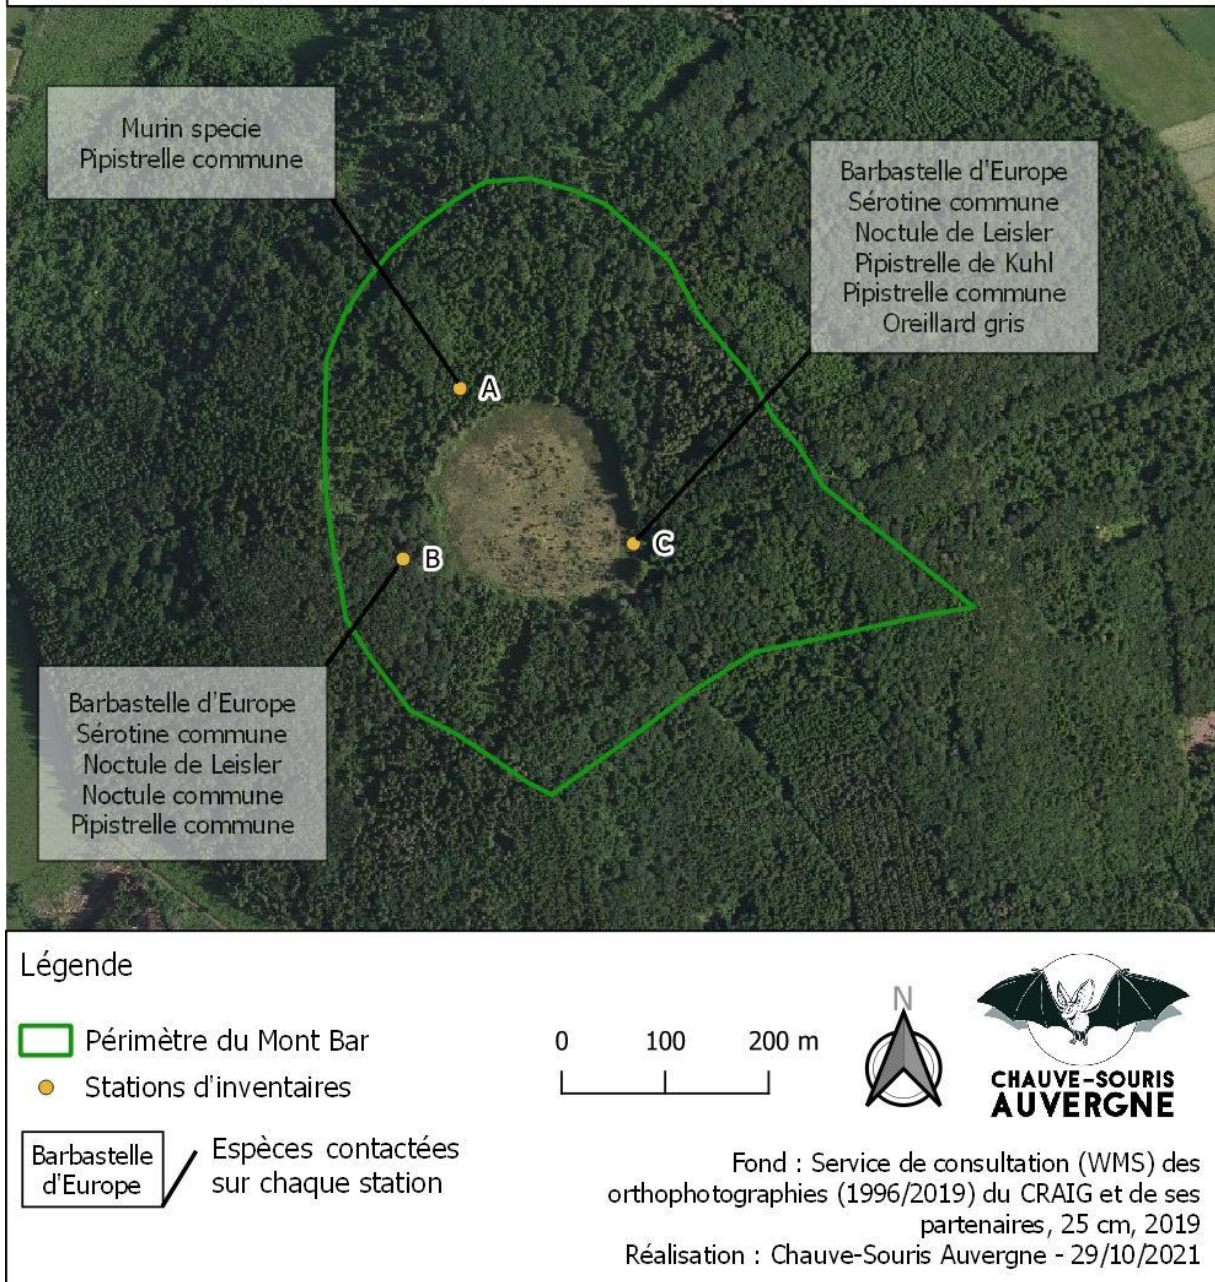 Murin specie
Pipistrelle commune
Barbastelle d'Europe
Sérotine commune
Noctule de Leisler
Pipistrelle de Kuhl
Pipistrelle commune
Oreillard gris
A
B
C
Barbastelle d'Europe
Sérotine commune
Noctule de Leisler
Noctule commune
Pipistrelle commune
Légende
Périmètre du Mont Bar
Stations d'inventaires
Barbastelle
d'Europe
Espèces contactées
sur chaque station
0 100 200 m
N
CHAUVE-SOURIS
AUVERGNE
Fond : Service de consultation (WMS) des
orthophotographies (1996/2019) du CRAIG et de ses
partenaires, 25 cm, 2019
Réalisation : Chauve-Souris Auvergne - 29/10/2021